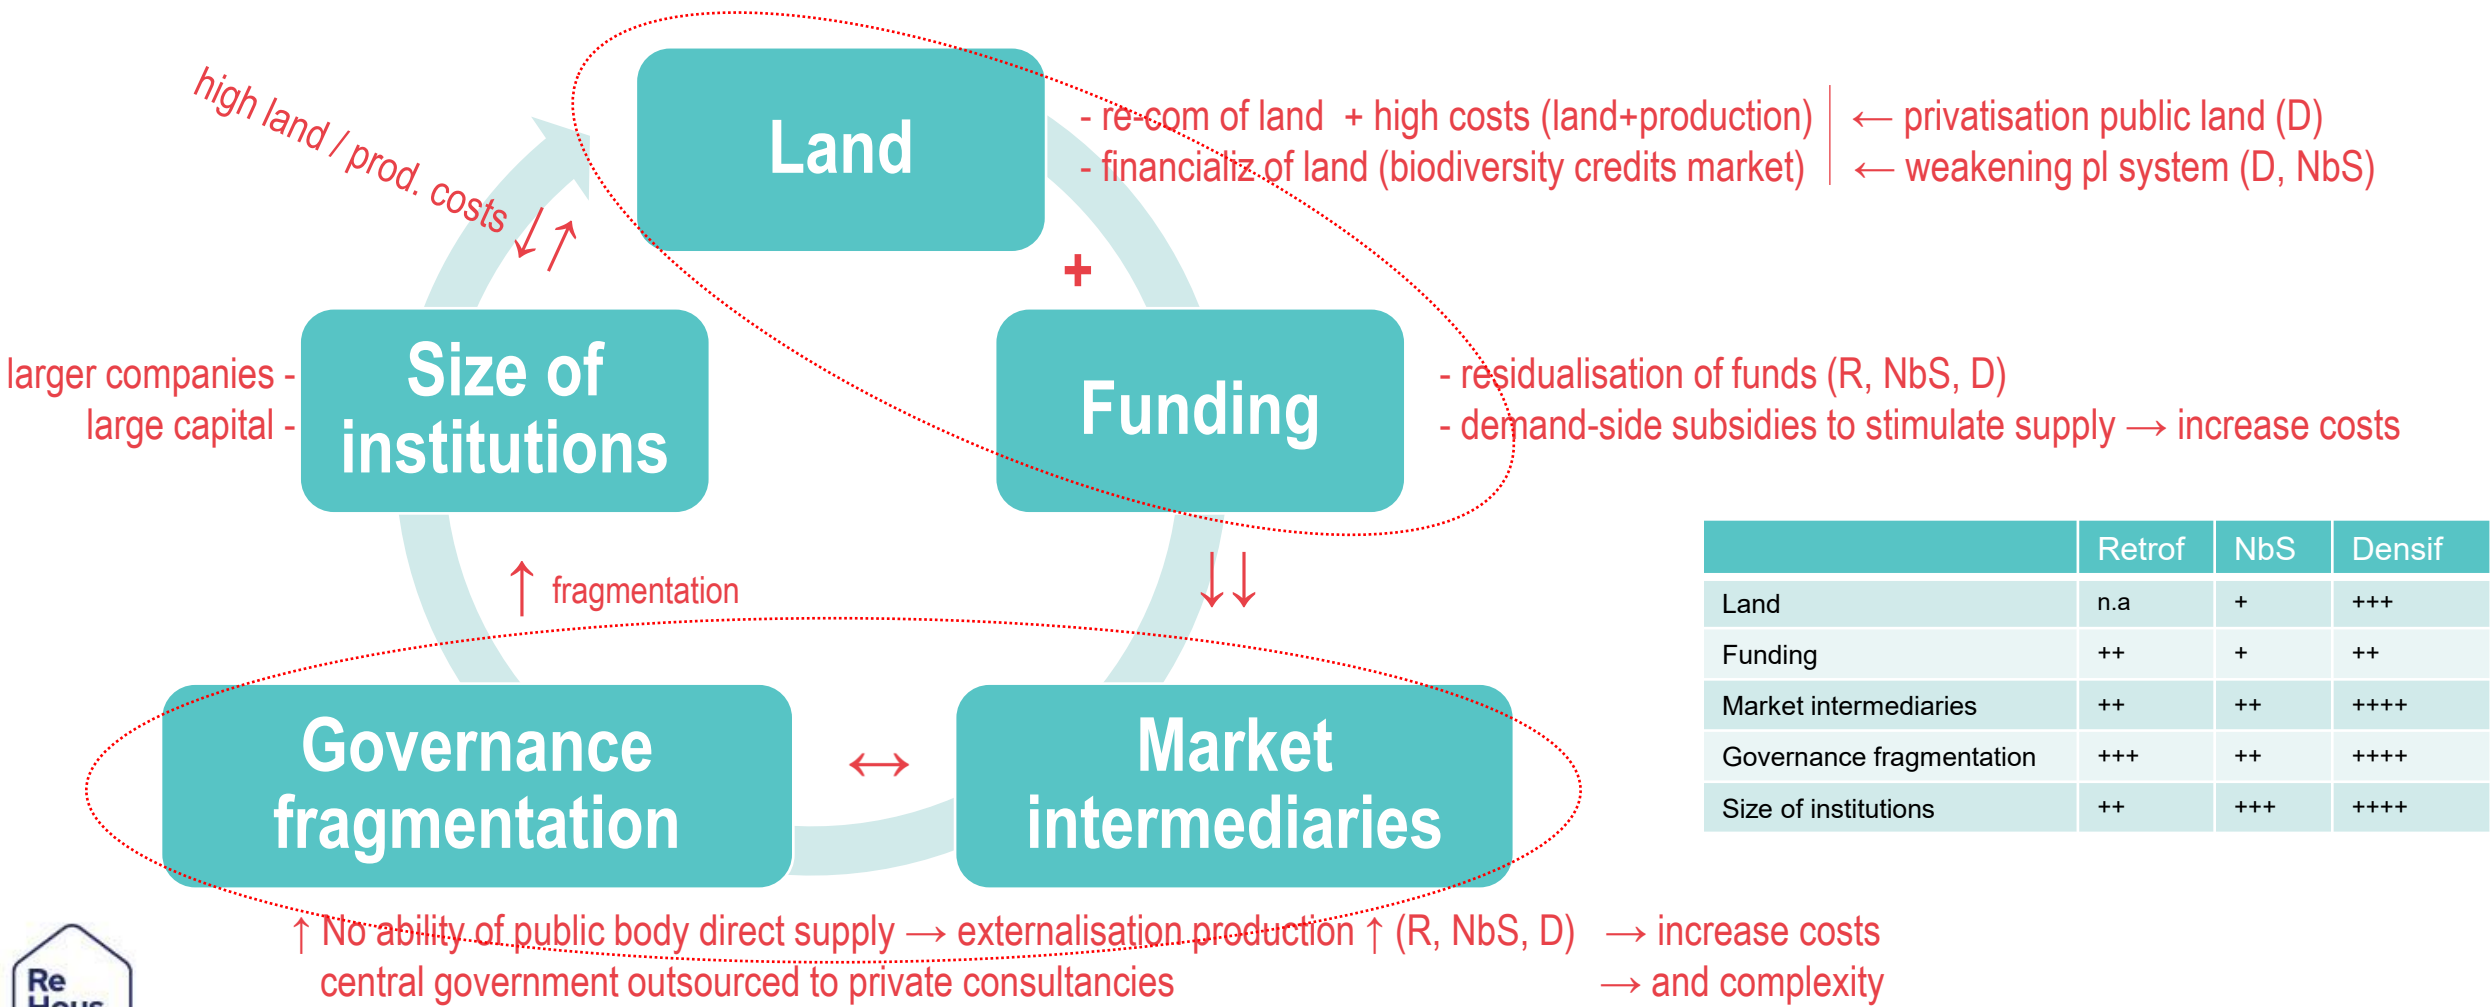 high land / prod. costs ↓↑
Land
- re-com of land + high costs (land+production)
- financializ of land (biodiversity credits market)
← privatisation public land (D)
← weakening pl system (D, NbS)
+
larger companies -
large capital -
Size of
institutions
Funding
- residualisation of funds (R, NbS, D)
- demand-side subsidies to stimulate supply → increase costs
↑ fragmentation
↓↓
Governance
fragmentation
↔
Market
intermediaries
↑ No ability of public body direct supply → externalisation production ↑ (R, NbS, D) → increase costs
central government outsourced to private consultancies → and complexity
Retrof NbS Densif
Land n.a + +++
Funding ++ + ++
Market intermediaries ++ ++ ++++
Governance fragmentation +++ ++ ++++
Size of institutions ++ +++ ++++
Re
Hous